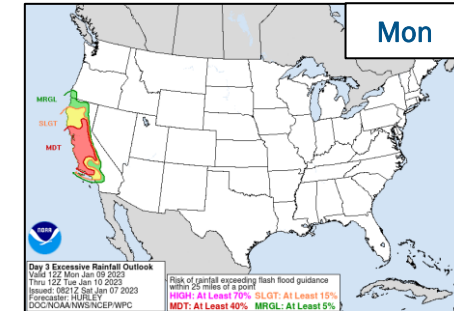 Mon
MRGL
SLGT
MDT
NOAA
Day 3 Excessive Rainfall Outlook
Valid 12Z Mon Jan 09 2023
Thru 12Z Tue Jan 10 2023
Issued: 0821Z Sat Jan 07 2023
Forecaster: HURLEY
DOC/NOAA/NWS/NCEP/WPC
Risk of rainfall exceeding flash flood guidance
within 25 miles of a point
HIGH: At Least 70% SLGT: At Least 15%
MDT: At Least 40% MRGL: At Least 5%